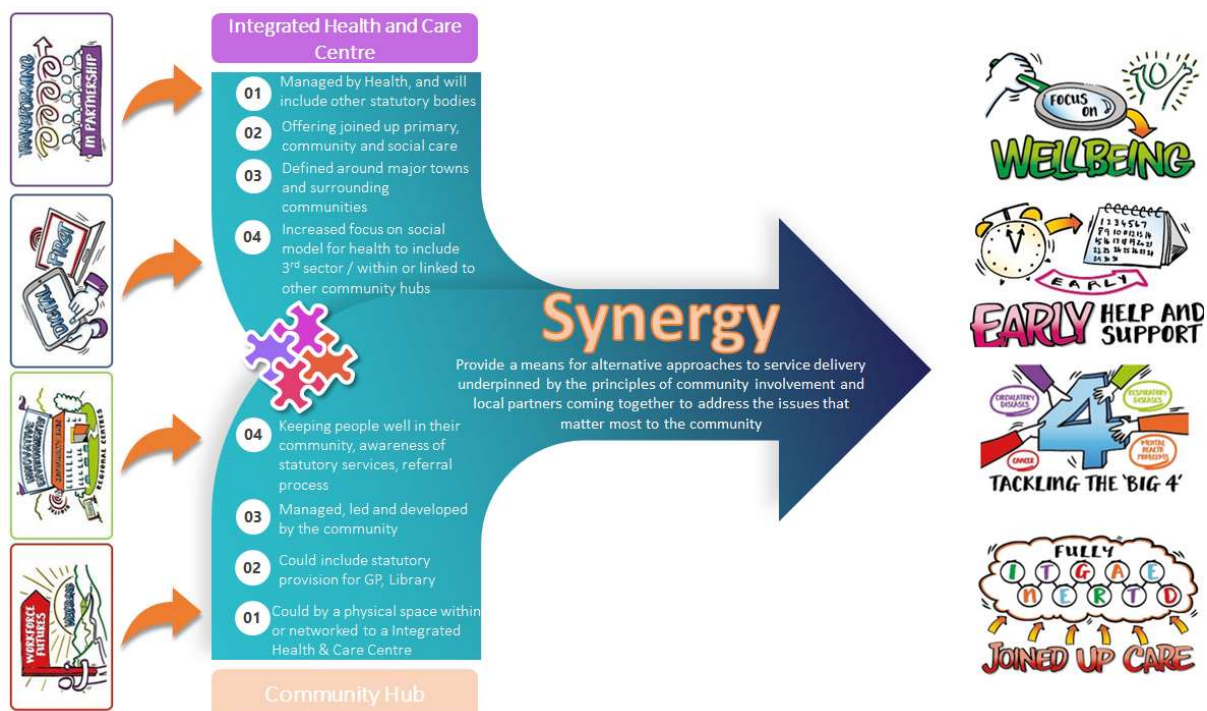 TRANSFORMING
IN PARTNERSHIP
DIGITAL
FIRST
INNOVATIVE
ENVIRONMENTS
REGIONAL CENTRES
WORKFORCE
FUTURES
Integrated Health and Care
Centre
01
Managed by Health, and will
include other statutory bodies
02
Offering joined up primary,
community and social care
03
Defined around major towns
and surrounding
communities
04
Increased focus on social
model for health to include
3rd sector / within or linked to
other community hubs
04
Keeping people well in their
community, awareness of
statutory services, referral
process
03
Managed, led and developed
by the community
02
Could include statutory
provision for GP, Library
01
Could by a physical space within
or networked to a Integrated
Health & Care Centre
Community Hub
Synergy
Provide a means for alternative approaches to service delivery
underpinned by the principles of community involvement and
local partners coming together to address the issues that
matter most to the community
FOCUS
ON
WELLBEING
EARLY
EARLY HELP AND
SUPPORT
CIRCULATORY
DISEASES
RESPIRATORY
DISEASES
4
CANCER
MENTAL
HEALTH
PROBLEMS
TACKLING THE 'BIG 4'
FULLY
INTEGRATED
JOINED UP CARE